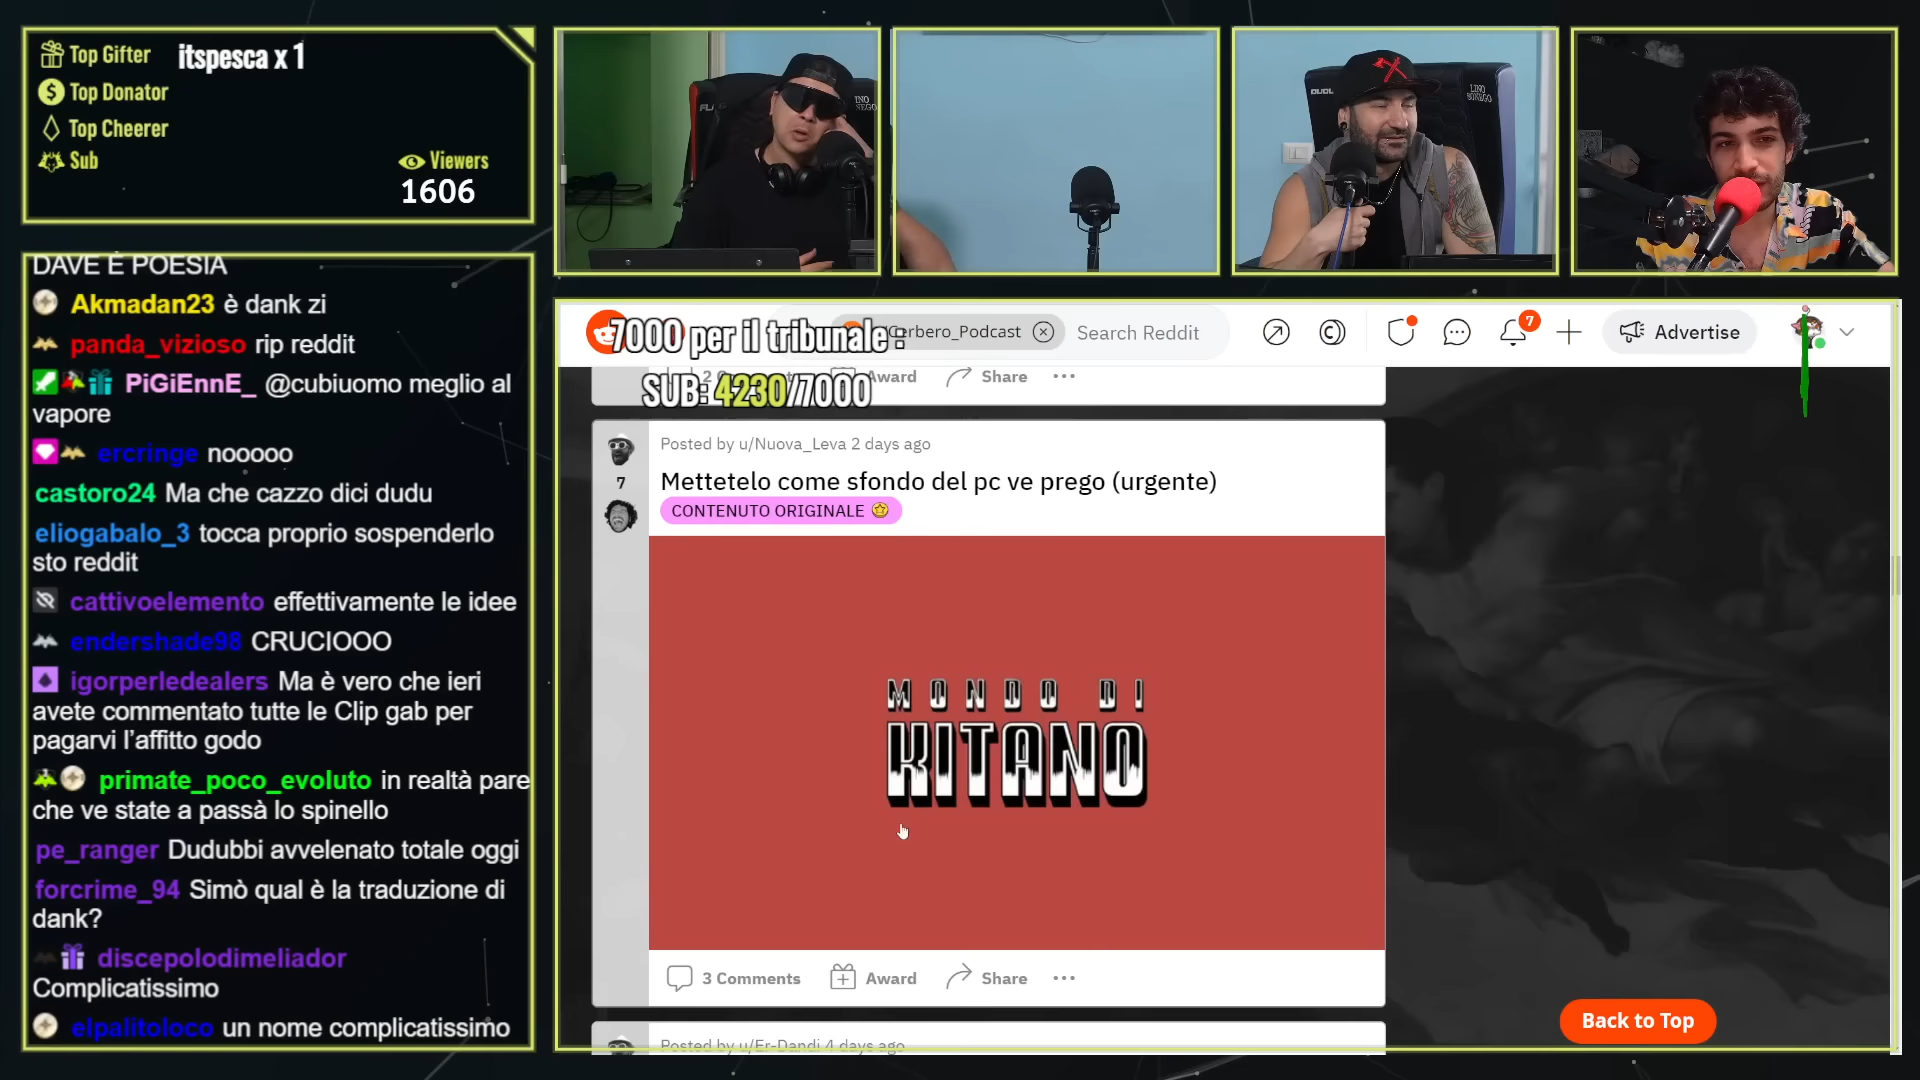 Top Gifter itspesca x 1
Top Donator
Top Cheerer
Sub
Viewers
1606
DAVE È POESIA
Akmadan23 è dank zi
panda_vizioso rip reddit
PiGiEnnE_ @cubiuomo meglio al
vapore
ercringe nooooo
castoro24 Ma che cazzo dici dudu
eliogabalo_3 tocca proprio sospenderlo
sto reddit
cattivoelemento effettivamente le idee
endershade98 CRUCIOOO
igorperledealers Ma è vero che ieri
avete commentato tutte le Clip gab per
pagarvi l'affitto godo
primate_poco_evoluto in realtà pare
che ve state a passà lo spinello
pe_ranger Dudubbi avvelenato totale oggi
forcrime_94 Simò qual è la traduzione di
dank?
discepolodimeliador
Complicatissimo
elpalitoloco un nome complicatissimo
LINO
DUDL
LINO
BONEGO
7000 per il tribunale :
SUB: 4230//7000
Cerbero_Podcast
Search Reddit
7
Advertise
Award
Share
Posted by u/Nuova_Leva 2 days ago
7
Mettetelo come sfondo del pc ve prego (urgente)
CONTENUTO ORIGINALE
MONDO DI
KITANO
3 Comments
Award
Share
Back to Top
Posted by u/Er-Dandi 4 days ago